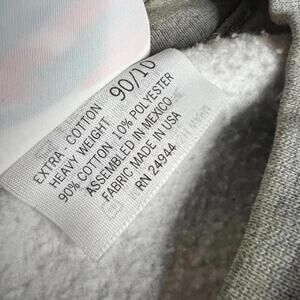 90/10
EXTRA - COTTON
HEAVY WEIGHT
90% COTTON 10% POLYESTER
ASSEMBLED IN MEXICO
FABRIC MADE IN USA
RN 24944